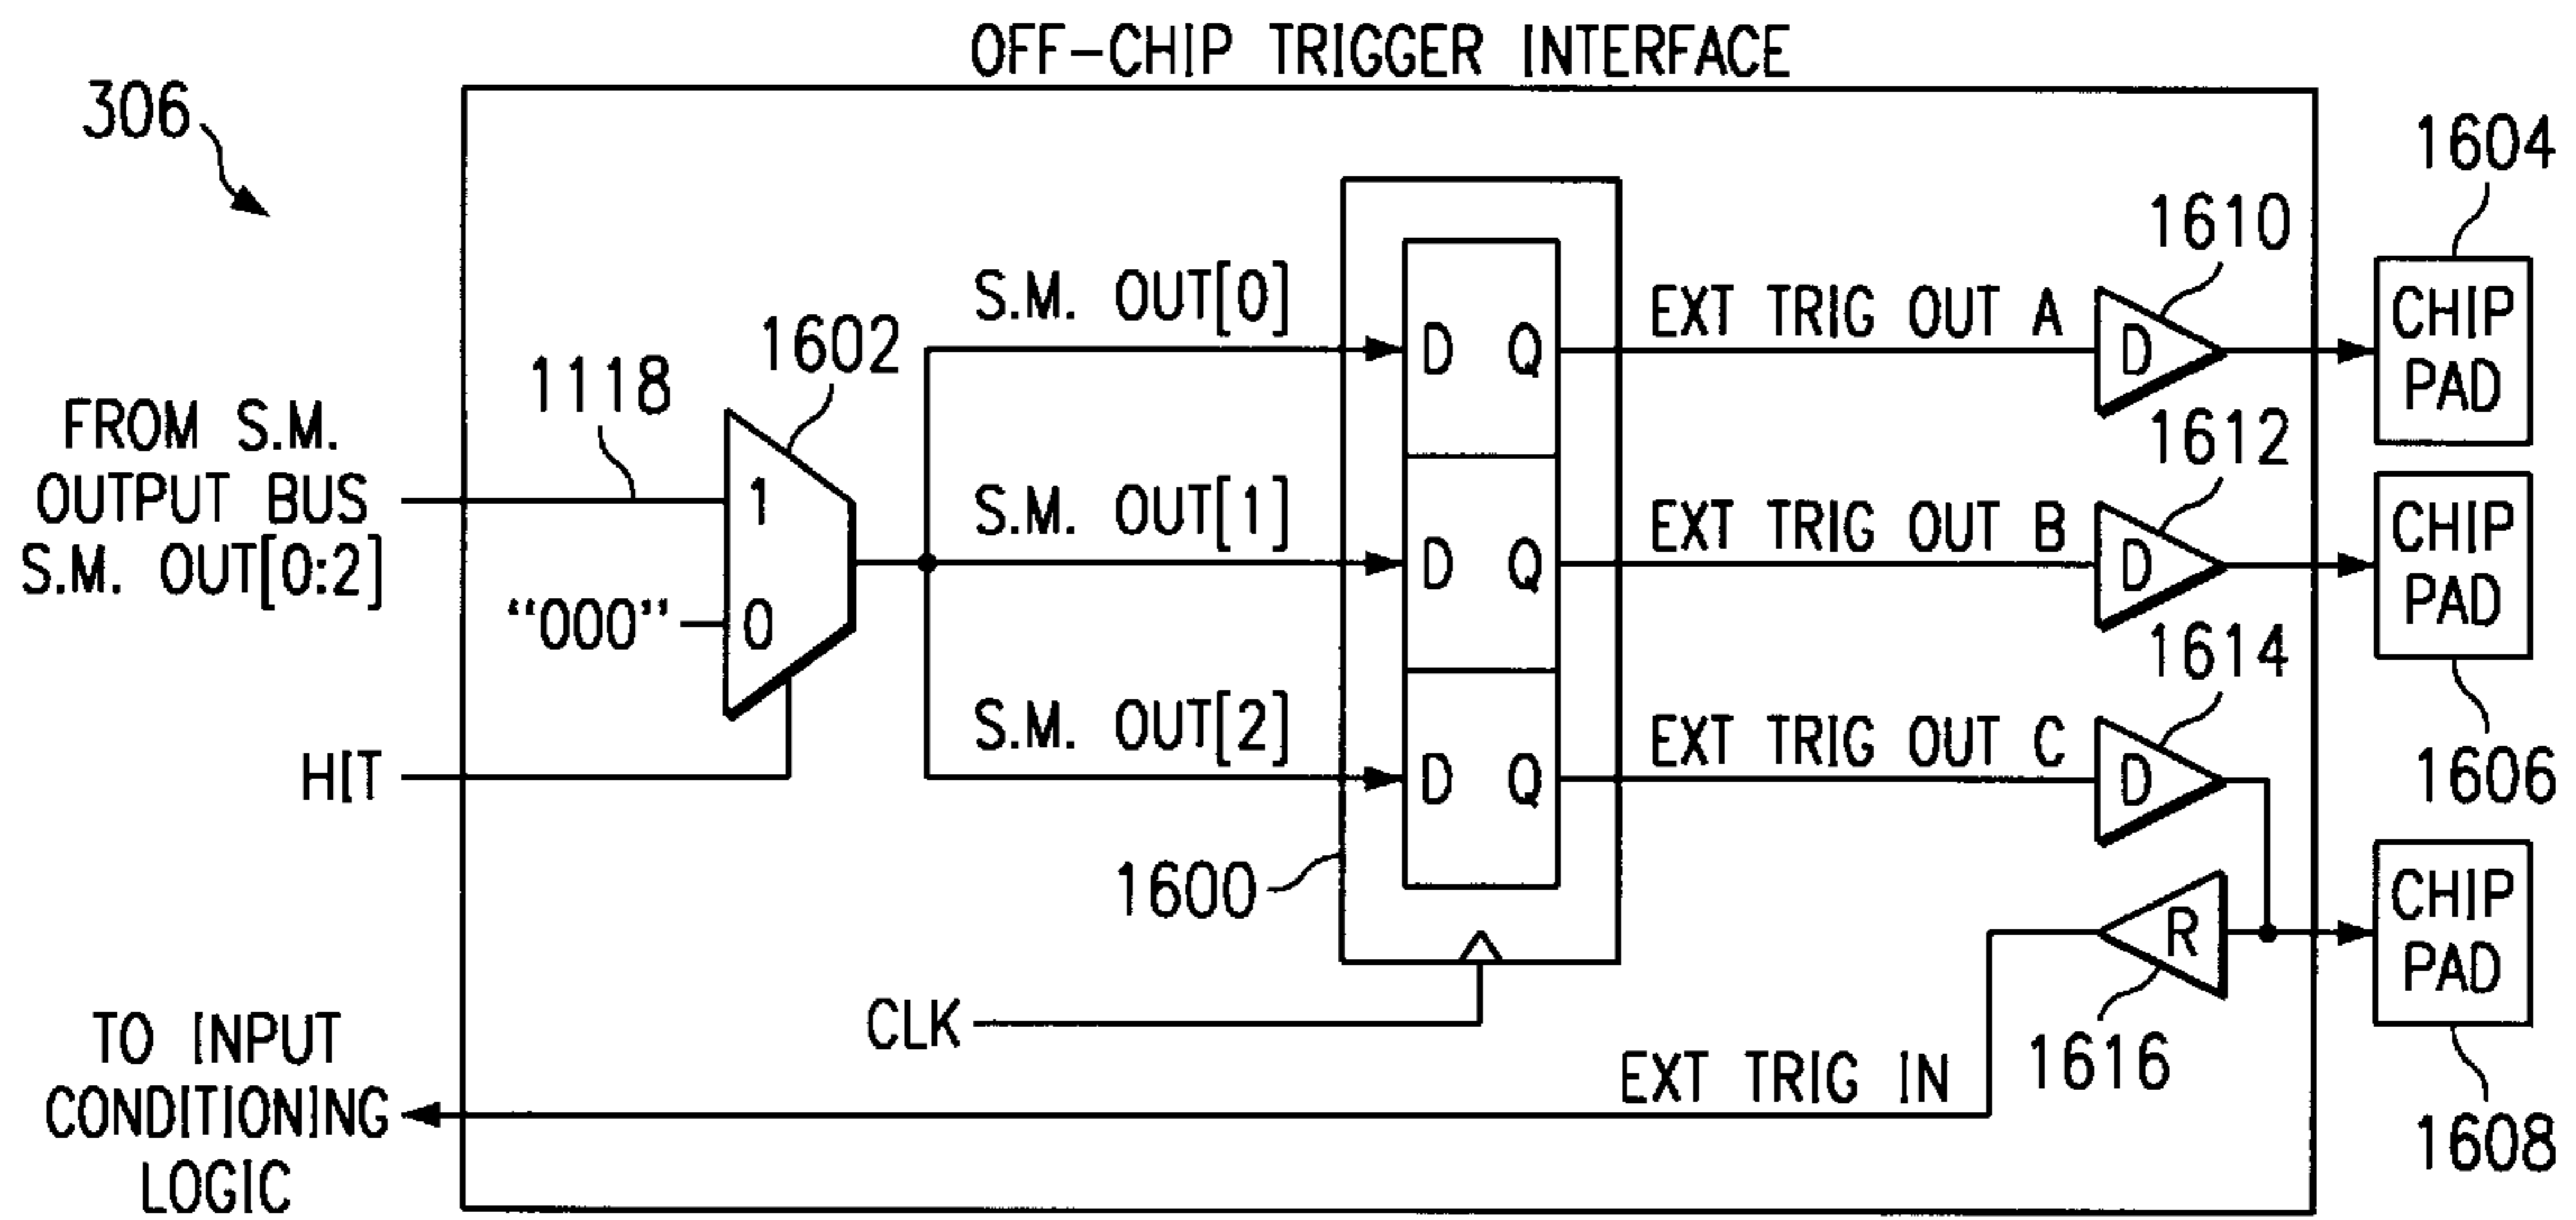 OFF-CHIP TRIGGER INTERFACE
306
1604
1610
S.M. OUT[0]
EXT TRIG OUT A
D Q
D
CHIP
PAD
1602
1118
FROM S.M.
OUTPUT BUS
S.M. OUT[0:2]
1
"000"
0
1612
S.M. OUT[1]
EXT TRIG OUT B
D Q
D
CHIP
PAD
1606
1614
S.M. OUT[2]
EXT TRIG OUT C
D Q
D
HIT
1600
R
CHIP
PAD
CLK
1616
EXT TRIG IN
1608
TO INPUT
CONDITIONING
LOGIC